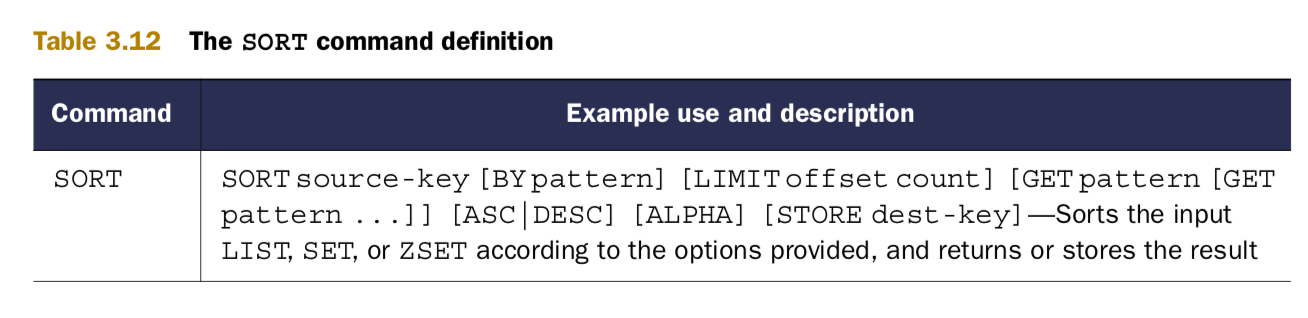 Table 3.12 The SORT command definition
Command Example use and description
SORT SORT source-key [BY pattern] [LIMIT offset count] [GET pattern [GET
pattern ...]] [ASC|DESC] [ALPHA] [STORE dest-key]—Sorts the input
LIST, SET, or ZSET according to the options provided, and returns or stores the result